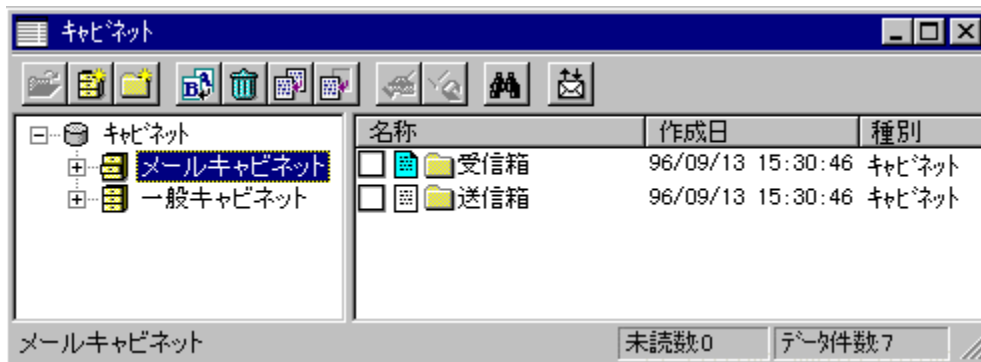 ｷｬﾋﾞﾈｯﾄ
ｷｬﾋﾞﾈｯﾄ
メールキャビネット
一般キャビネット
名称 作成日 種別
受信箱 96/09/13 15:30:46 ｷｬﾋﾞﾈｯﾄ
送信箱 96/09/13 15:30:46 ｷｬﾋﾞﾈｯﾄ
メールキャビネット 未読数:0 ﾃﾞｰﾀ件数:7